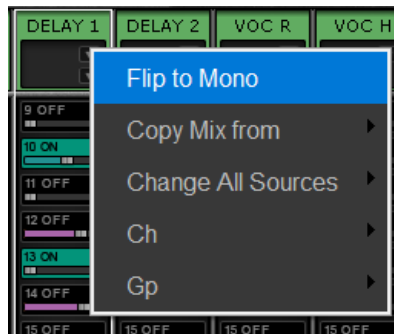 DELAY 1 DELAY 2 VOC R VOC H
Flip to Mono
9 OFF
Copy Mix from
10 ON
11 OFF
Change All Sources
12 OFF
Ch
13 ON
14 OFF
Gp
15 OFF 15 OFF 15 OFF 15 OFF